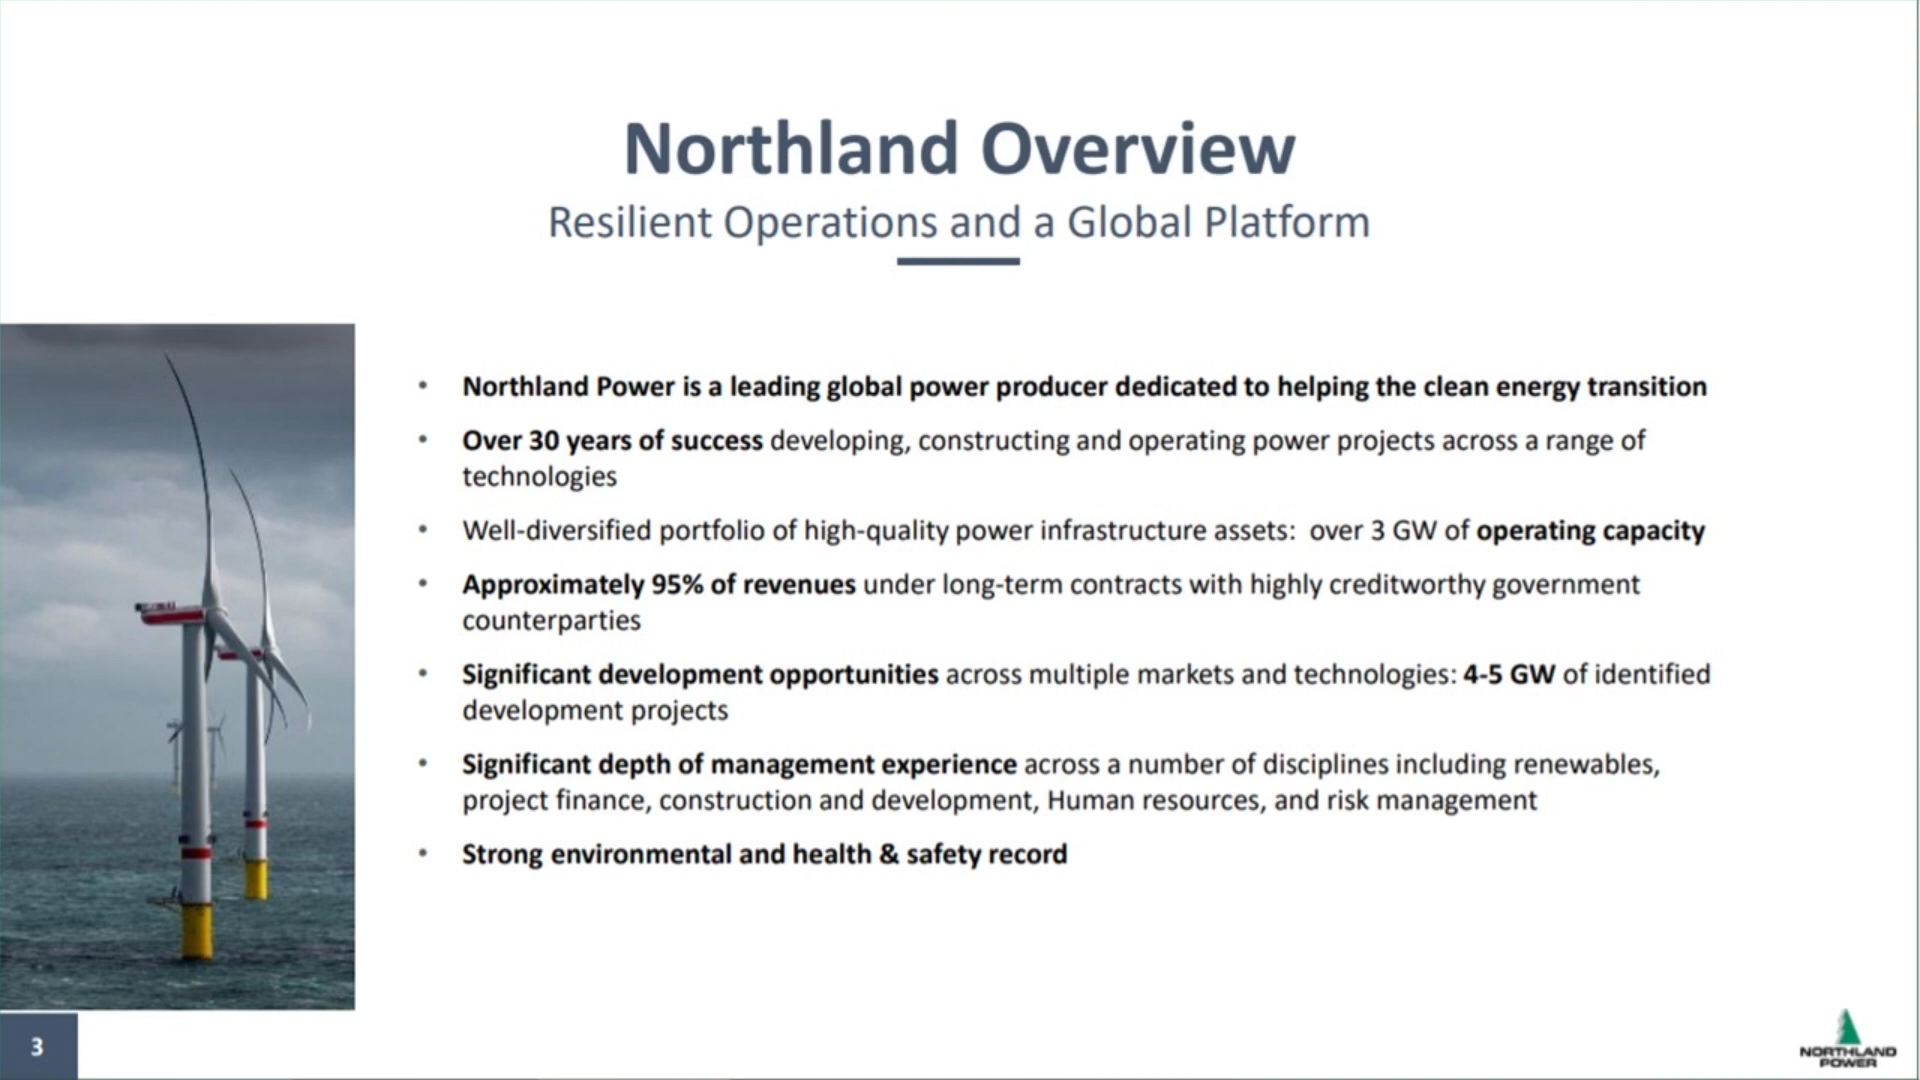 Northland Overview
Resilient Operations and a Global Platform
• Northland Power is a leading global power producer dedicated to helping the clean energy transition
• Over 30 years of success developing, constructing and operating power projects across a range of
technologies
• Well-diversified portfolio of high-quality power infrastructure assets:  over 3 GW of operating capacity
• Approximately 95% of revenues under long-term contracts with highly creditworthy government
counterparties
• Significant development opportunities across multiple markets and technologies: 4-5 GW of identified
development projects
• Significant depth of management experience across a number of disciplines including renewables,
project finance, construction and development, Human resources, and risk management
• Strong environmental and health & safety record
3
NORTHLAND
POWER